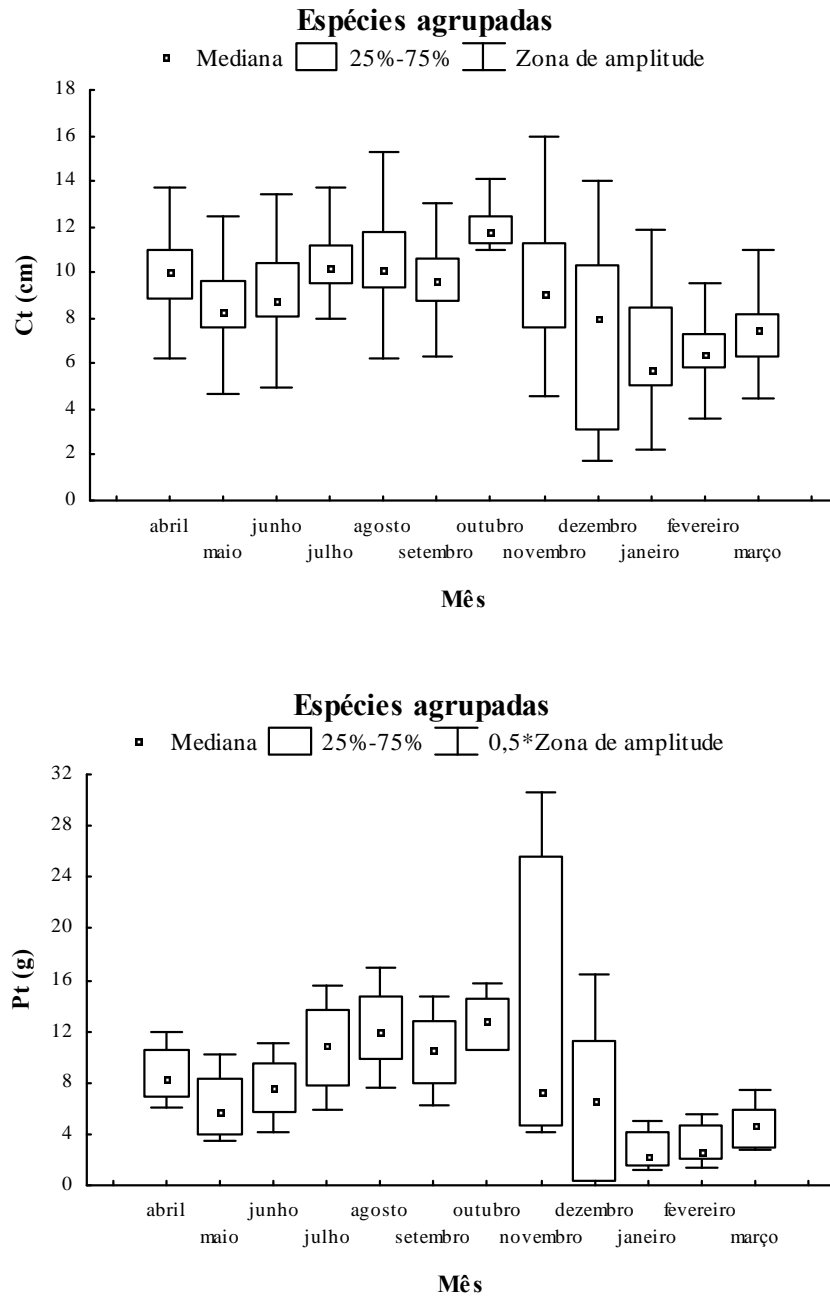 Espécies agrupadas
Mediana 25%-75% Zona de amplitude
18
16
14
12
10
8
6
4
2
0
Ct (cm)
abril junho agosto outubro dezembro fevereiro
maio julho setembro novembro janeiro março
Mês
Espécies agrupadas
Mediana 25%-75% 0,5*Zona de amplitude
32
28
24
20
16
12
8
4
0
Pt (g)
abril junho agosto outubro dezembro fevereiro
maio julho setembro novembro janeiro março
Mês